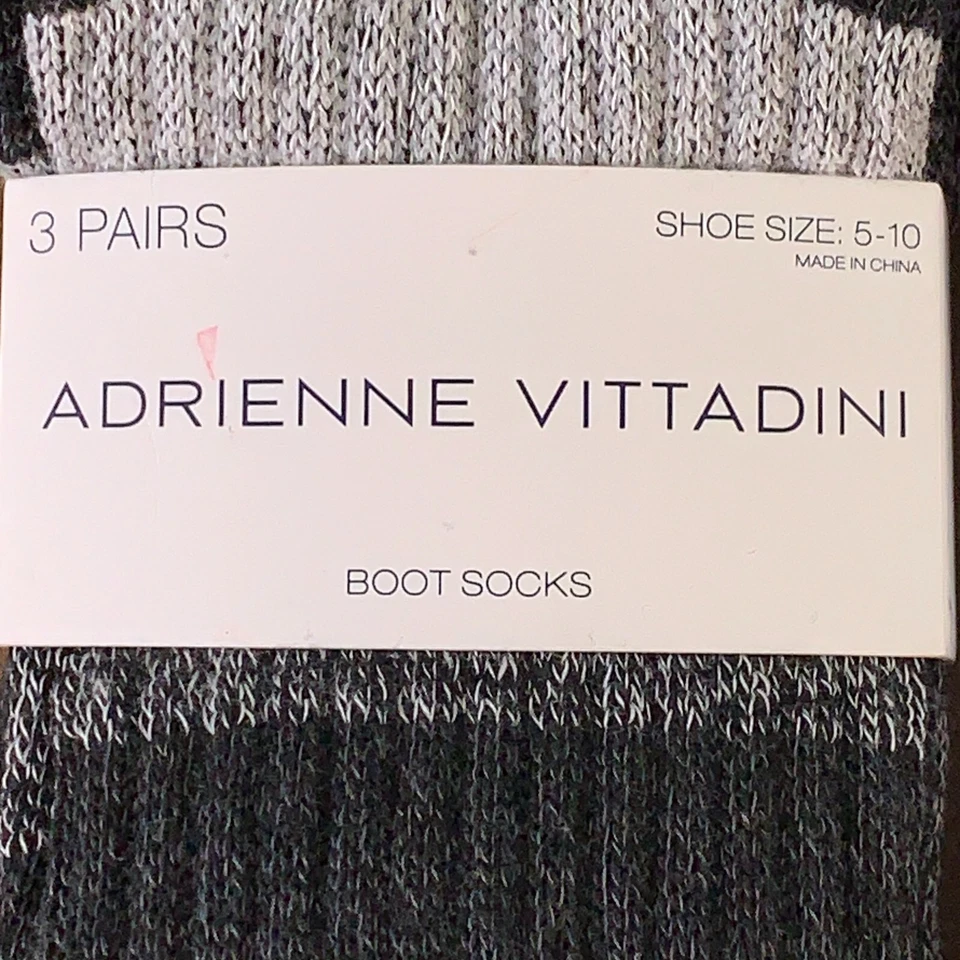 3 PAIRS
SHOE SIZE: 5-10
MADE IN CHINA
ADRIENNE VITTADINI
BOOT SOCKS